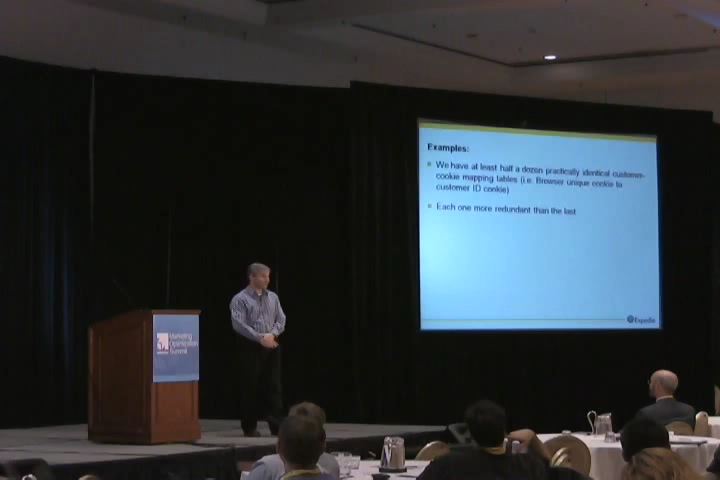 Examples:
We have at least half a dozen practically identical customer-
cookie mapping tables (i.e. Browser unique cookie to
customer ID cookie)
Each one more redundant than the last
Expedia
Marketing
Optimization
Summit